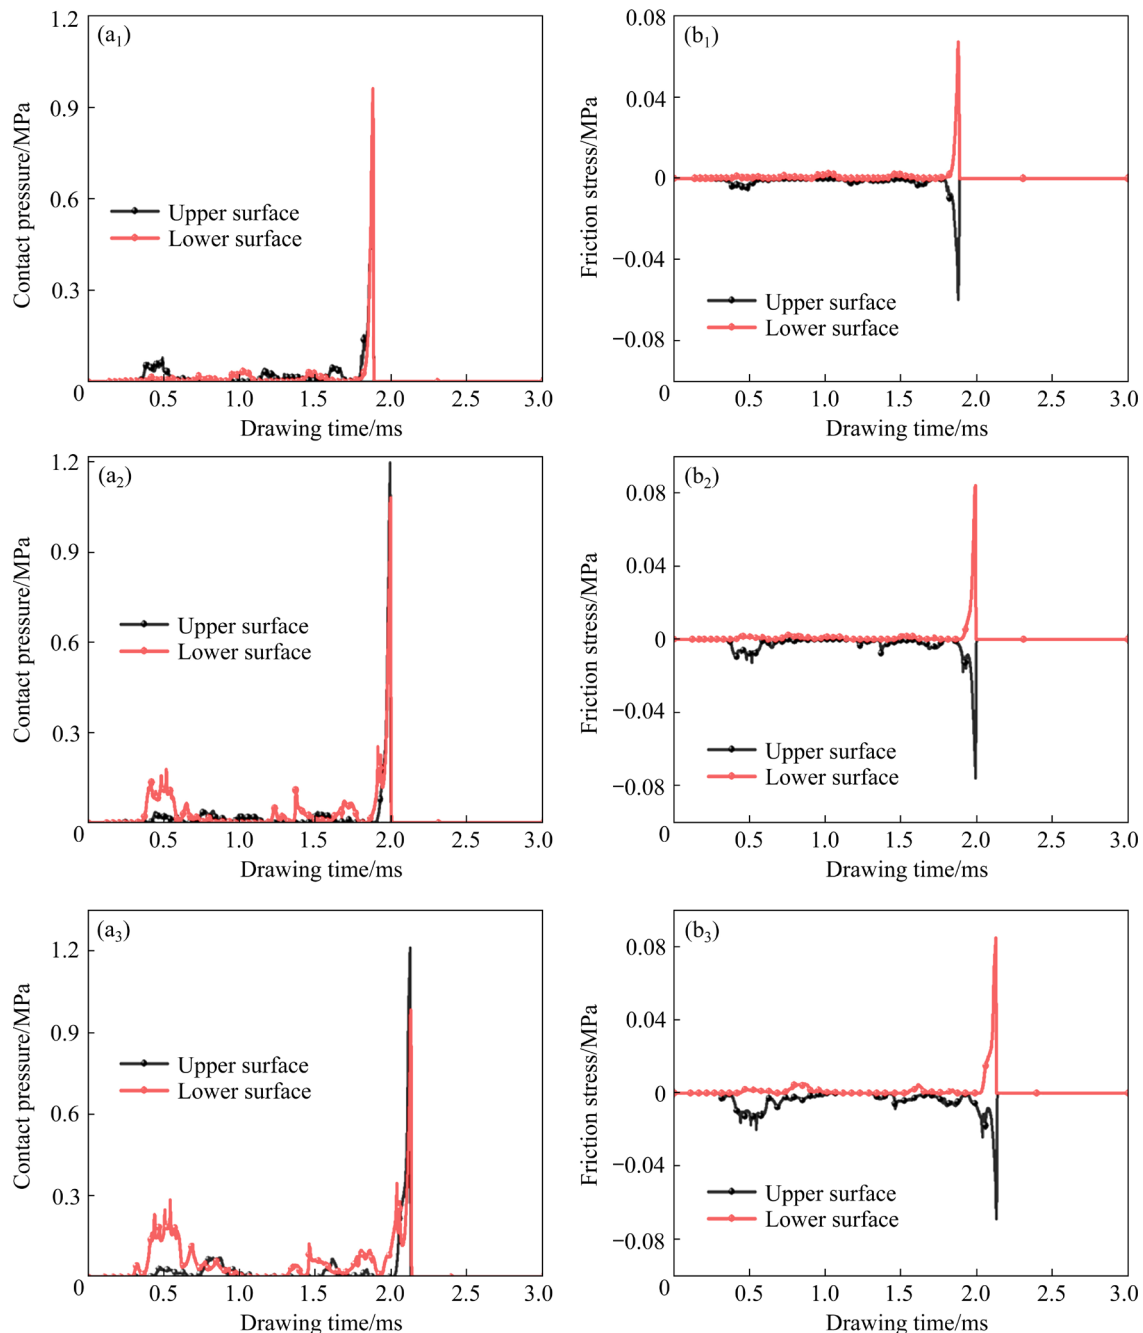 (a1)
1.2
0.9
0.6
0.3
0
0.5
1.0
1.5
2.0
2.5
3.0
Contact pressure/MPa
Drawing time/ms
Upper surface
Lower surface
(b1)
0.08
0.04
0
−0.04
−0.08
0
0.5
1.0
1.5
2.0
2.5
3.0
Friction stress/MPa
Drawing time/ms
Upper surface
Lower surface
(a2)
1.2
0.9
0.6
0.3
0
0.5
1.0
1.5
2.0
2.5
3.0
Contact pressure/MPa
Drawing time/ms
Upper surface
Lower surface
(b2)
0.08
0.04
0
−0.04
−0.08
0
0.5
1.0
1.5
2.0
2.5
3.0
Friction stress/MPa
Drawing time/ms
Upper surface
Lower surface
(a3)
1.2
0.9
0.6
0.3
0
0.5
1.0
1.5
2.0
2.5
3.0
Contact pressure/MPa
Drawing time/ms
Upper surface
Lower surface
(b3)
0.08
0.04
0
−0.04
−0.08
0
0.5
1.0
1.5
2.0
2.5
3.0
Friction stress/MPa
Drawing time/ms
Upper surface
Lower surface